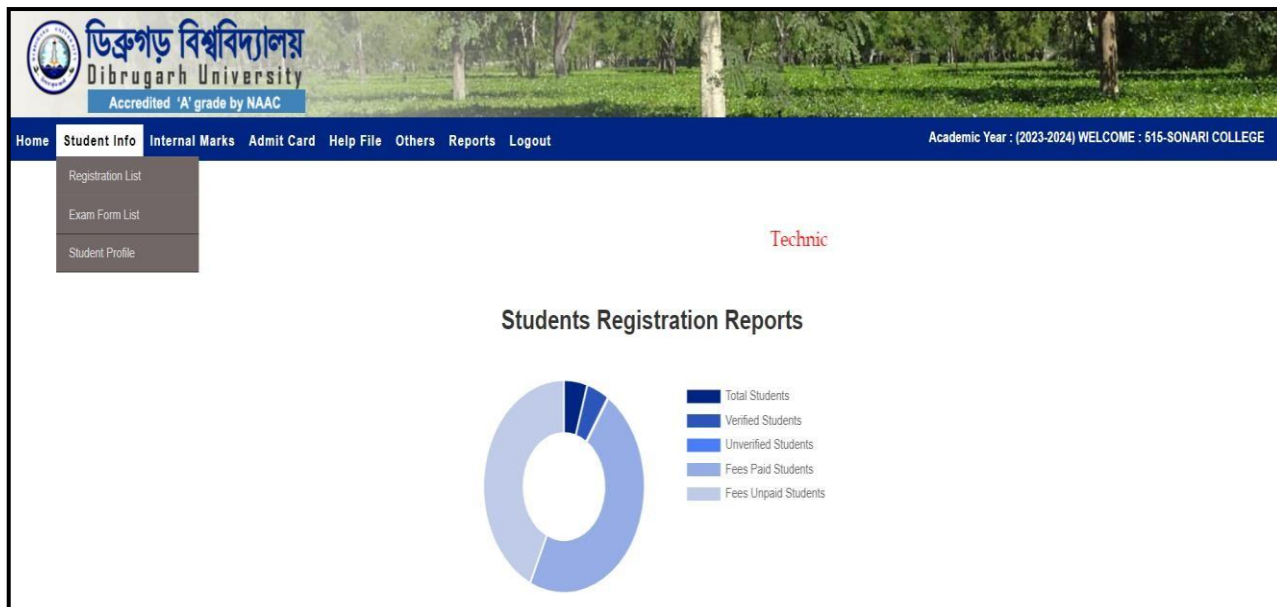 ডিব্রুগড় বিশ্ববিদ্যালয়
Dibrugarh University
Accredited 'A' grade by NAAC
Home Student Info Internal Marks Admit Card Help File Others Reports Logout Academic Year : (2023-2024) WELCOME : 515-SONARI COLLEGE
Registration List
Exam Form List
Student Profile
Technic
Students Registration Reports
Total Students
Verified Students
Unverified Students
Fees Paid Students
Fees Unpaid Students